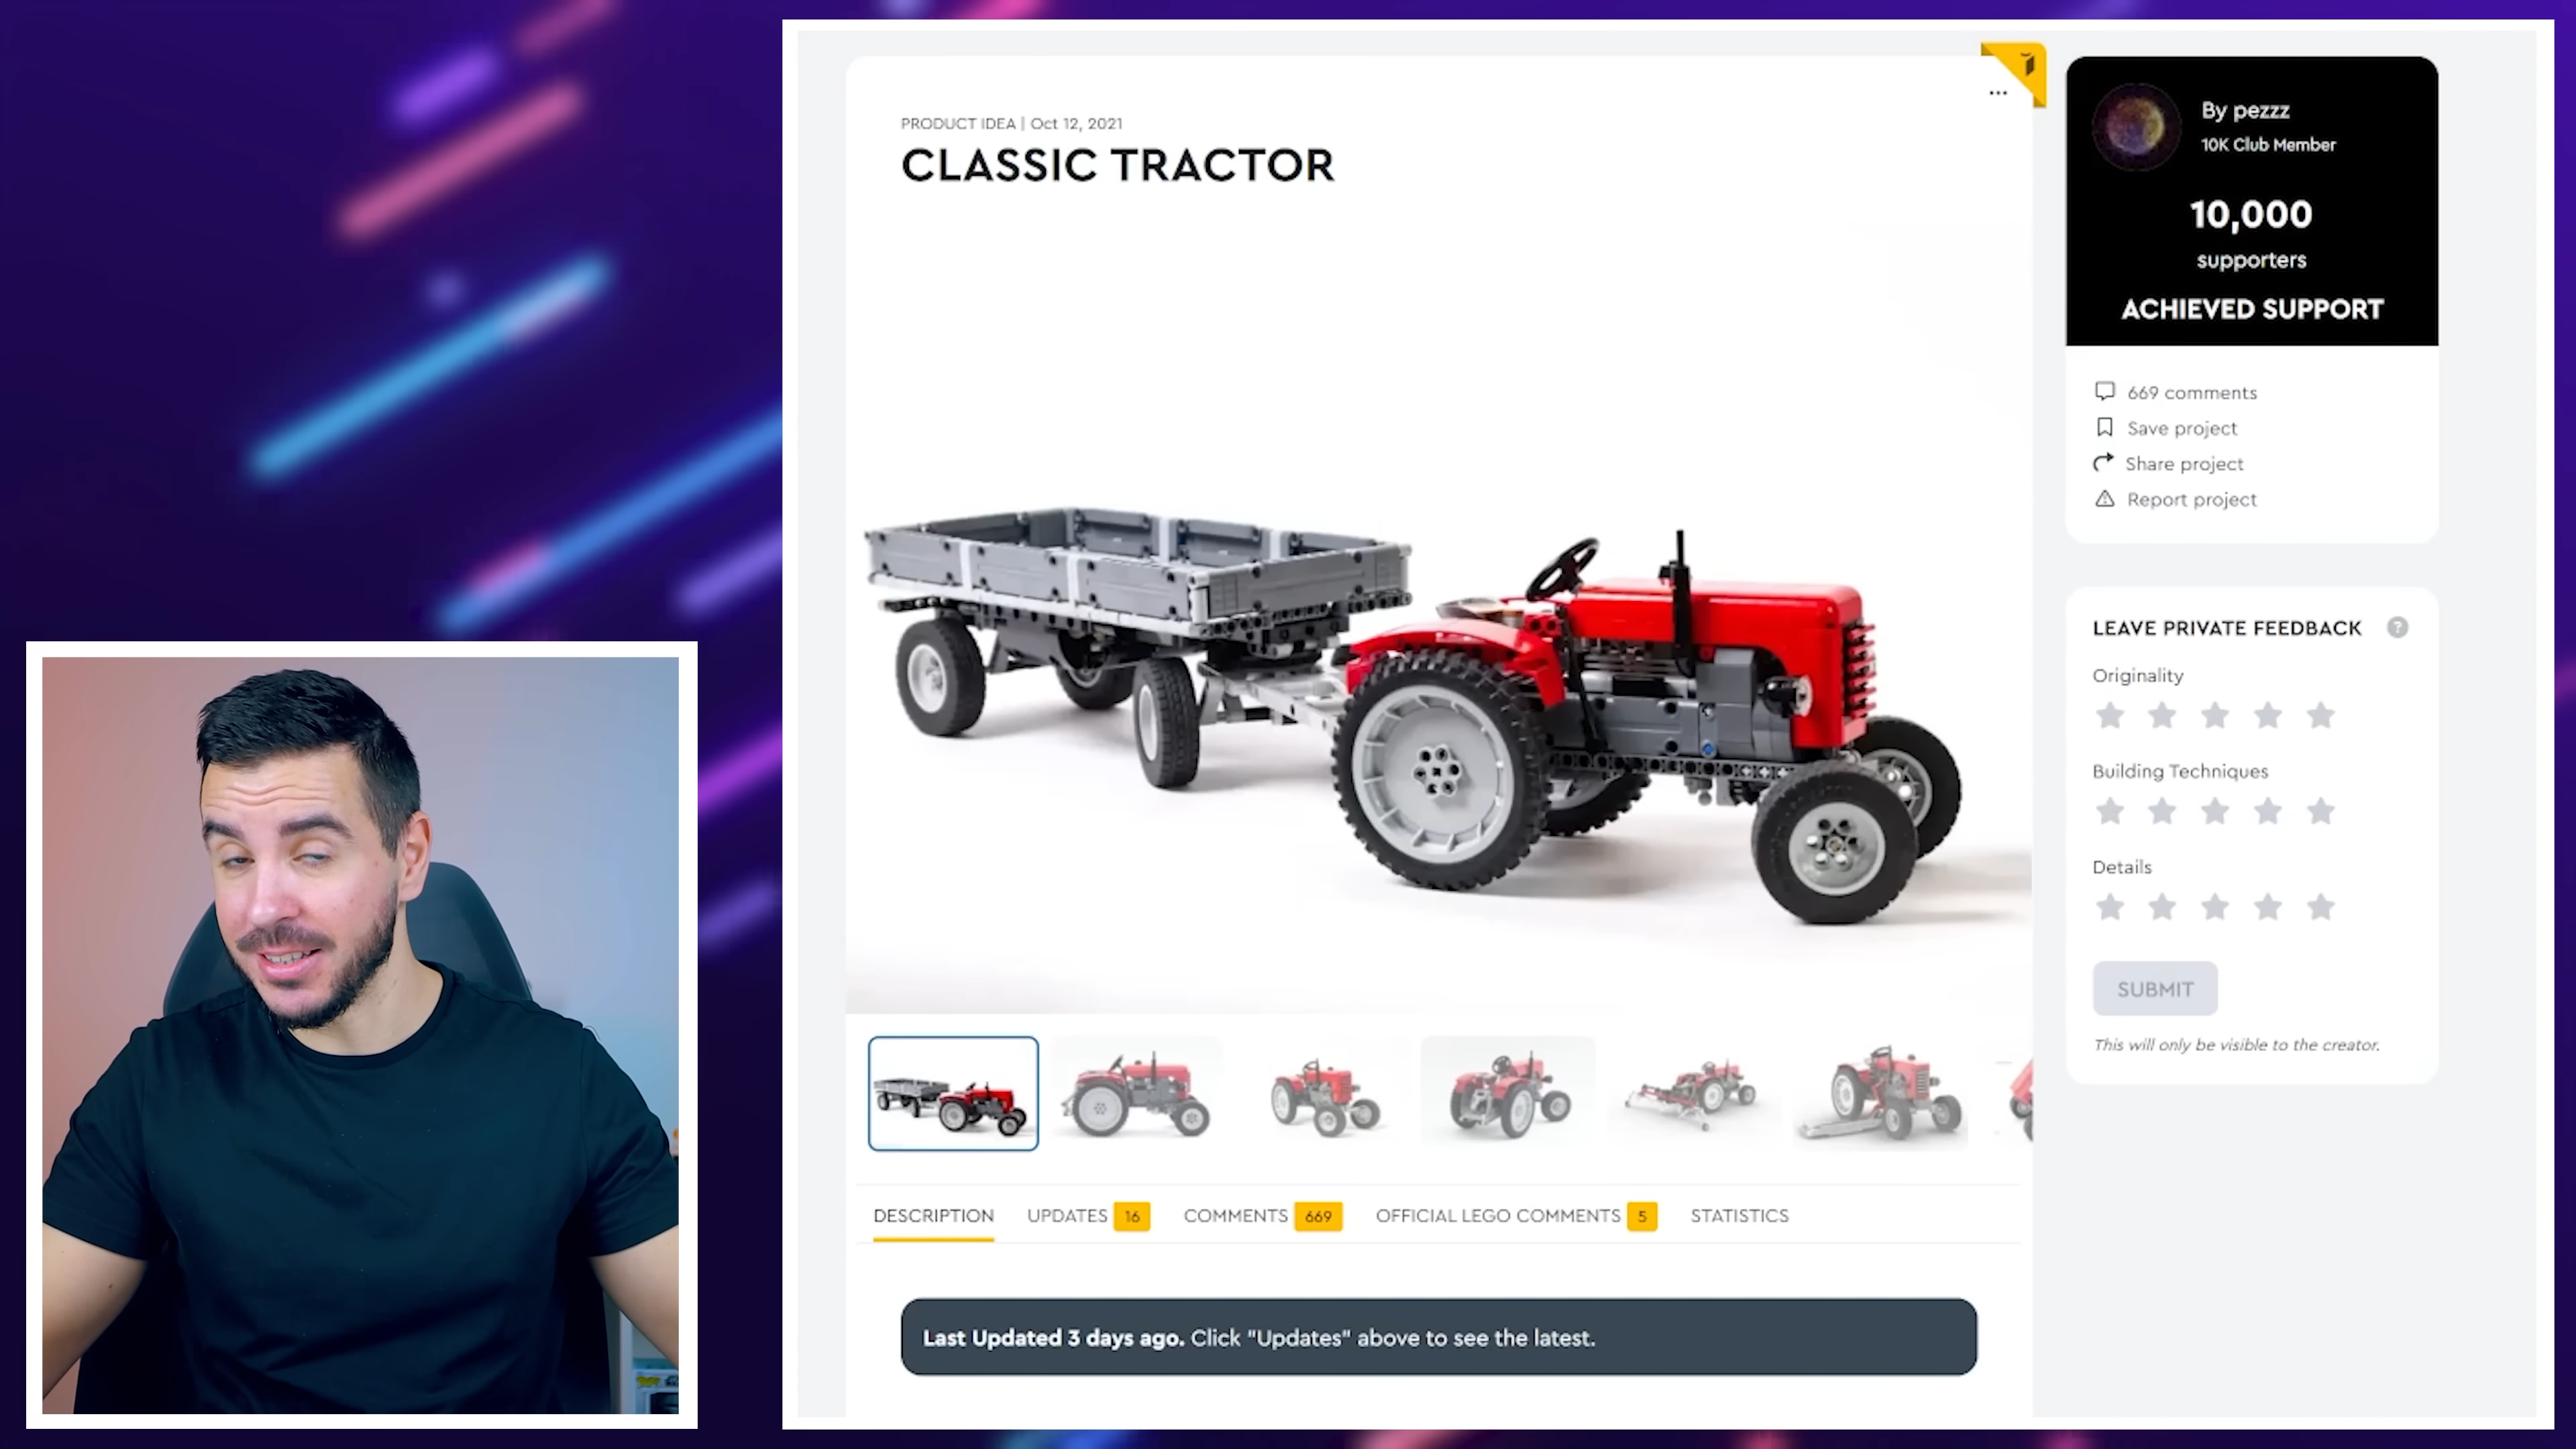 PRODUCT IDEA | Oct 12, 2021
CLASSIC TRACTOR
...
By pezzz
10K Club Member
10,000
supporters
ACHIEVED SUPPORT
669 comments
Save project
Share project
Report project
LEAVE PRIVATE FEEDBACK ?
Originality
Building Techniques
Details
SUBMIT
This will only be visible to the creator.
DESCRIPTION UPDATES 16 COMMENTS 669 OFFICIAL LEGO COMMENTS 5 STATISTICS
Last Updated 3 days ago. Click "Updates" above to see the latest.